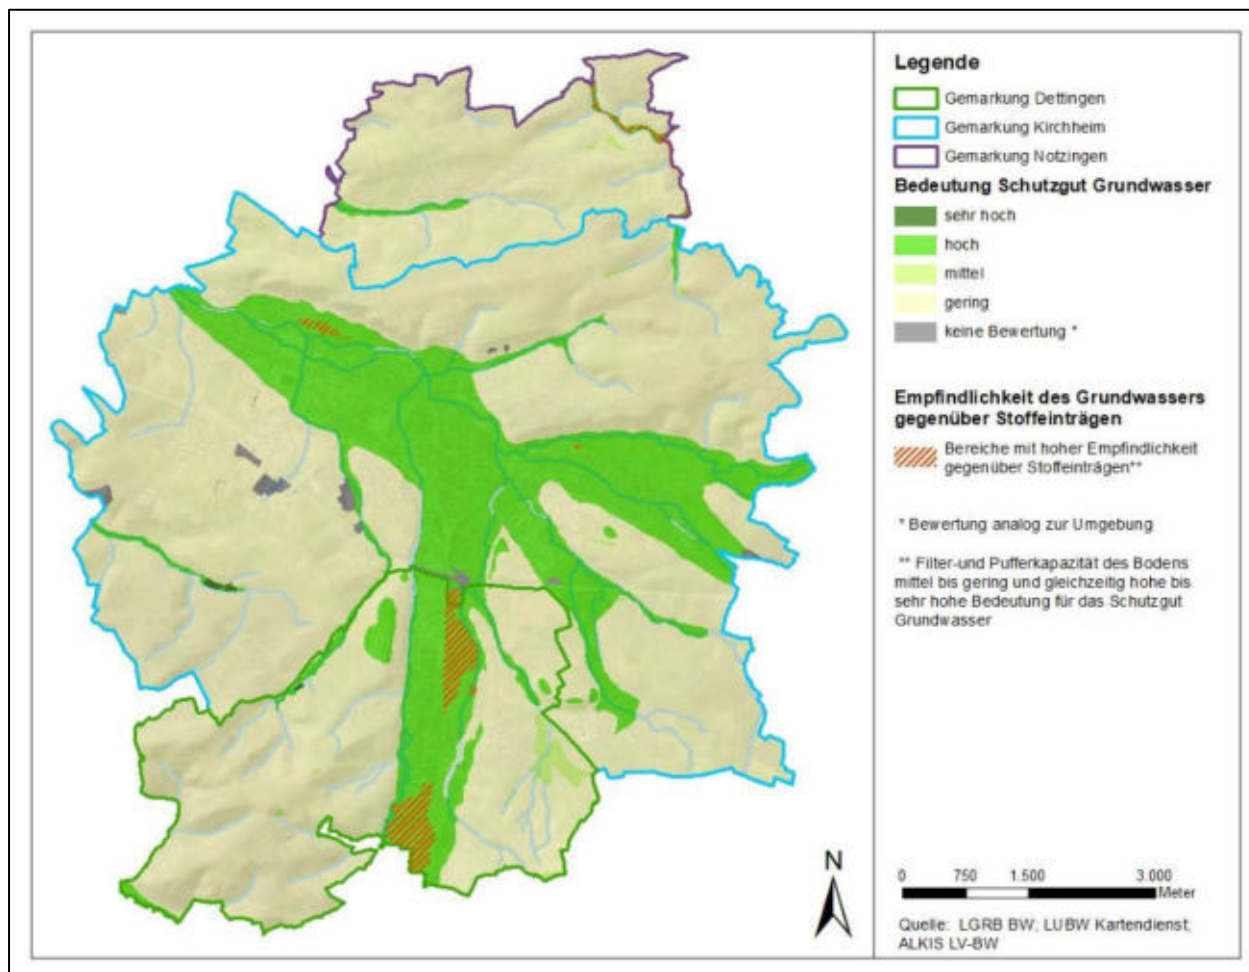 Legende
Gemarkung Dettingen
Gemarkung Kirchheim
Gemarkung Notzingen
Bedeutung Schutzgut Grundwasser
sehr hoch
hoch
mittel
gering
keine Bewertung *
Empfindlichkeit des Grundwassers
gegenüber Stoffeinträgen
Bereiche mit hoher Empfindlichkeit
gegenüber Stoffeinträgen**
* Bewertung analog zur Umgebung
** Filter-und Pufferkapazität des Bodens
mittel bis gering und gleichzeitig hohe bis
sehr hohe Bedeutung für das Schutzgut
Grundwasser
N
0 750 1.500 3.000
Meter
Quelle: LGRB BW; LUBW Kartendienst;
ALKIS LV-BW